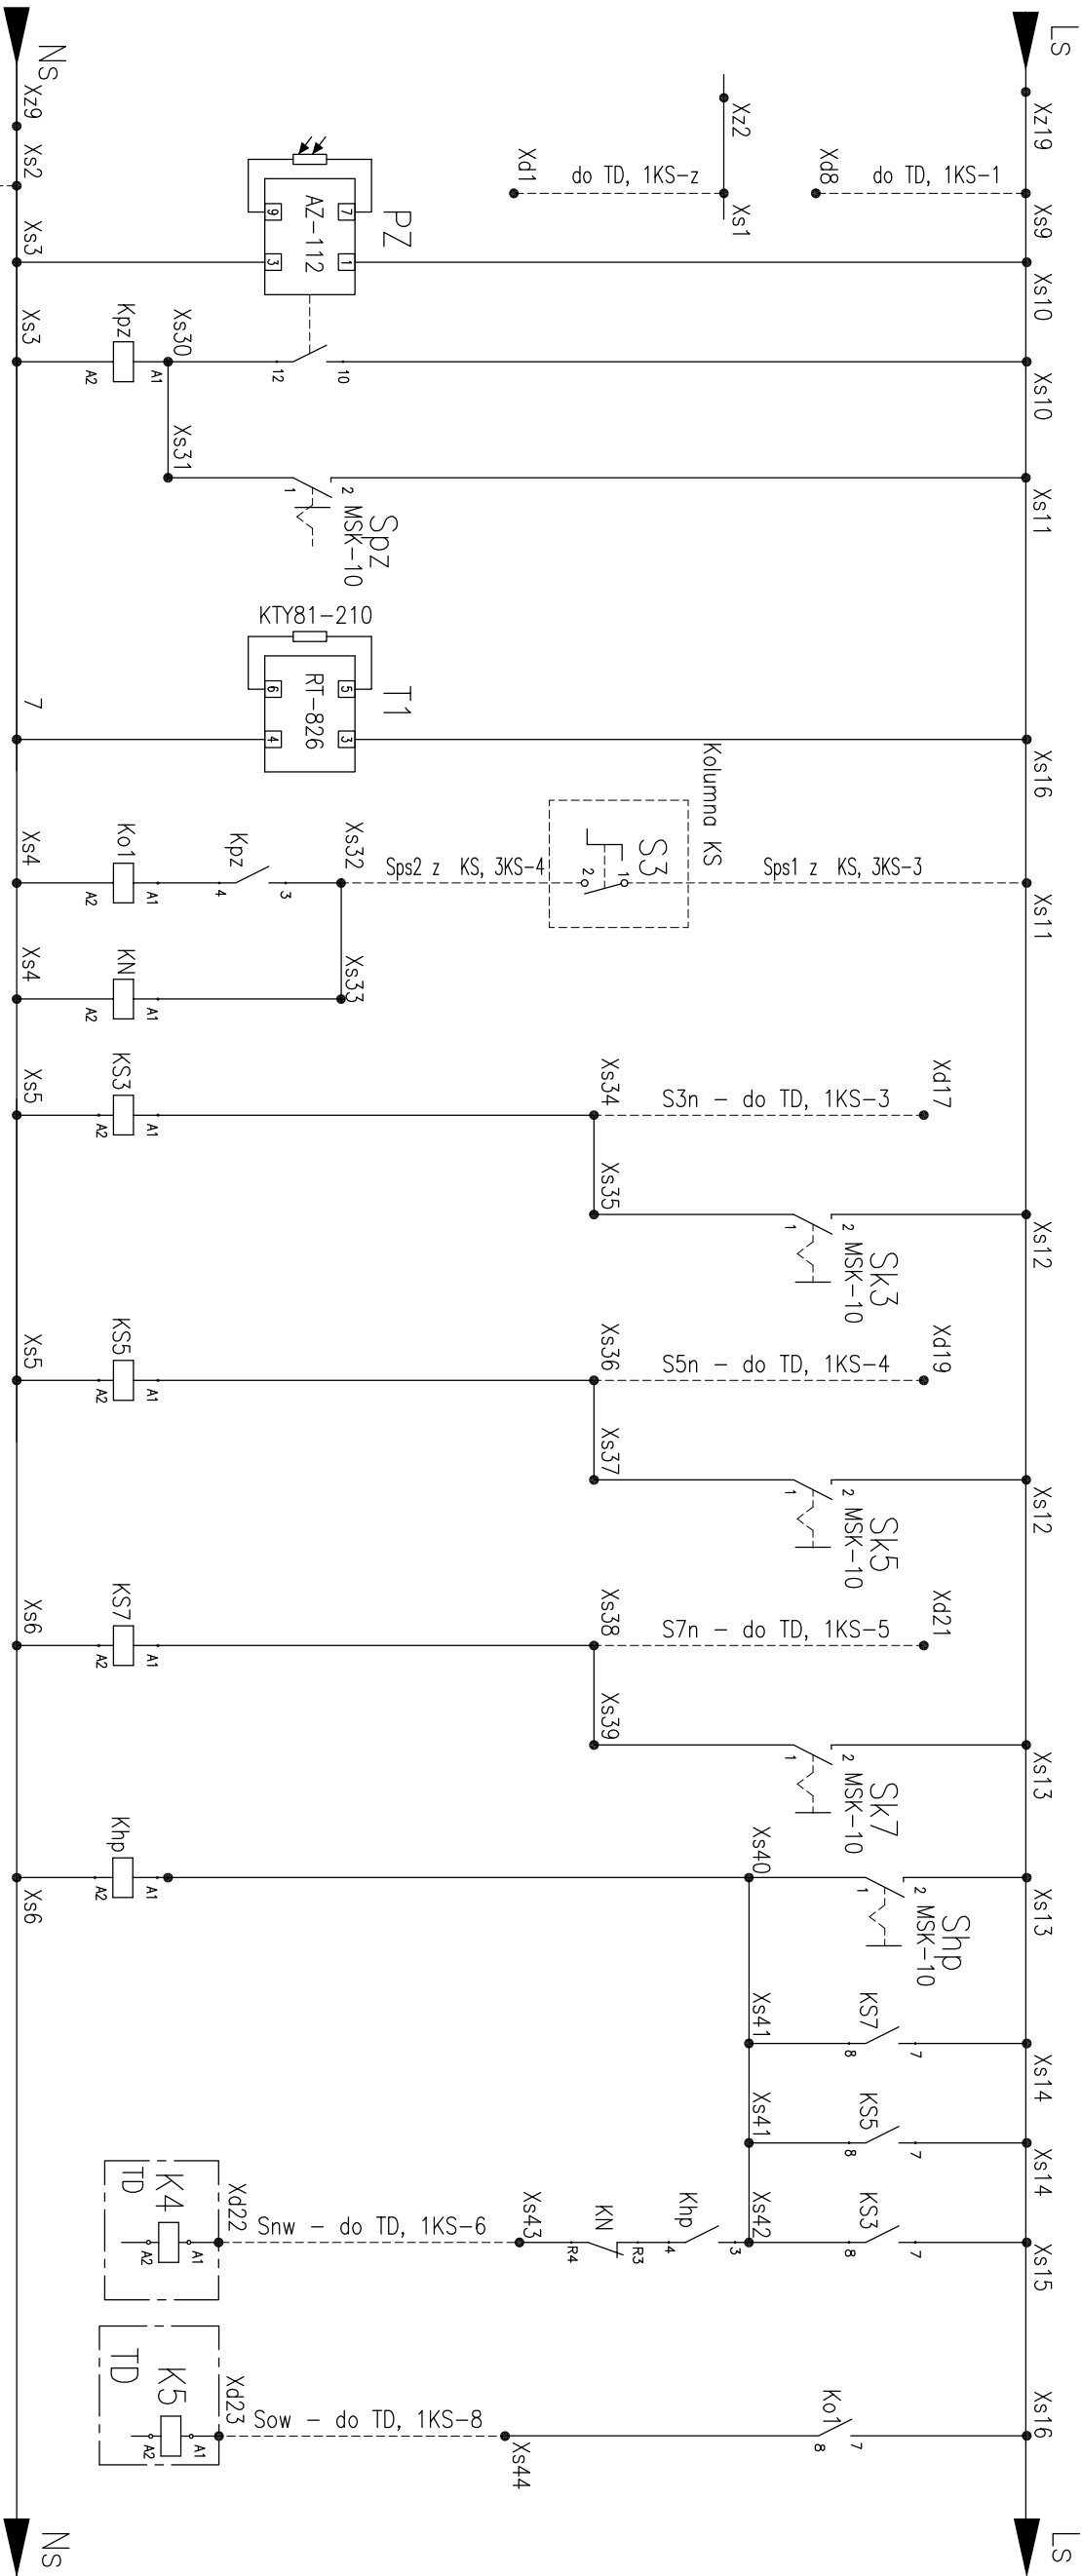 Ls
Xz19
Xs9
Xs10
Xs10
Xs11
Xs16
Xs11
Xs12
Xs12
Xs13
Xs13
Xs14
Xs14
Xs15
Xs16
Ls
Xd8
do TD, 1KS-1
Xz2
Xs1
Xd1
do TD, 1KS-z
PZ
AZ-112
7
1
9
3
10
12
Xs30
Kpz
A1
A2
Xs31
Spz
MSK-10
2
1
KTY81-210
T1
RT-826
5
3
6
4
Kolumna KS
S3
1
2
Sps1 z KS, 3KS-3
Sps2 z KS, 3KS-4
Xs32
Kpz
3
4
Ko1
A1
A2
Xs33
KN
A1
A2
Xd17
S3n - do TD, 1KS-3
Xs34
KS3
A1
A2
Xs35
Sk3
MSK-10
2
1
Xd19
S5n - do TD, 1KS-4
Xs36
KS5
A1
A2
Xs37
Sk5
MSK-10
2
1
Xd21
S7n - do TD, 1KS-5
Xs38
KS7
A1
A2
Xs39
Sk7
MSK-10
2
1
Shp
MSK-10
2
1
Xs40
Khp
A1
A2
KS7
7
8
Xs41
KS5
7
8
Xs41
KS3
7
8
Xs42
Khp
3
4
KN
R3
R4
Xs43
Snw - do TD, 1KS-6
Xd22
K4
TD
A1
A2
Ko1
7
8
Xs44
Sow - do TD, 1KS-8
Xd23
K5
TD
A1
A2
Ns
Xz9
Xs2
Xs3
Xs3
7
Xs4
Xs4
Xs5
Xs5
Xs6
Xs6
Ns